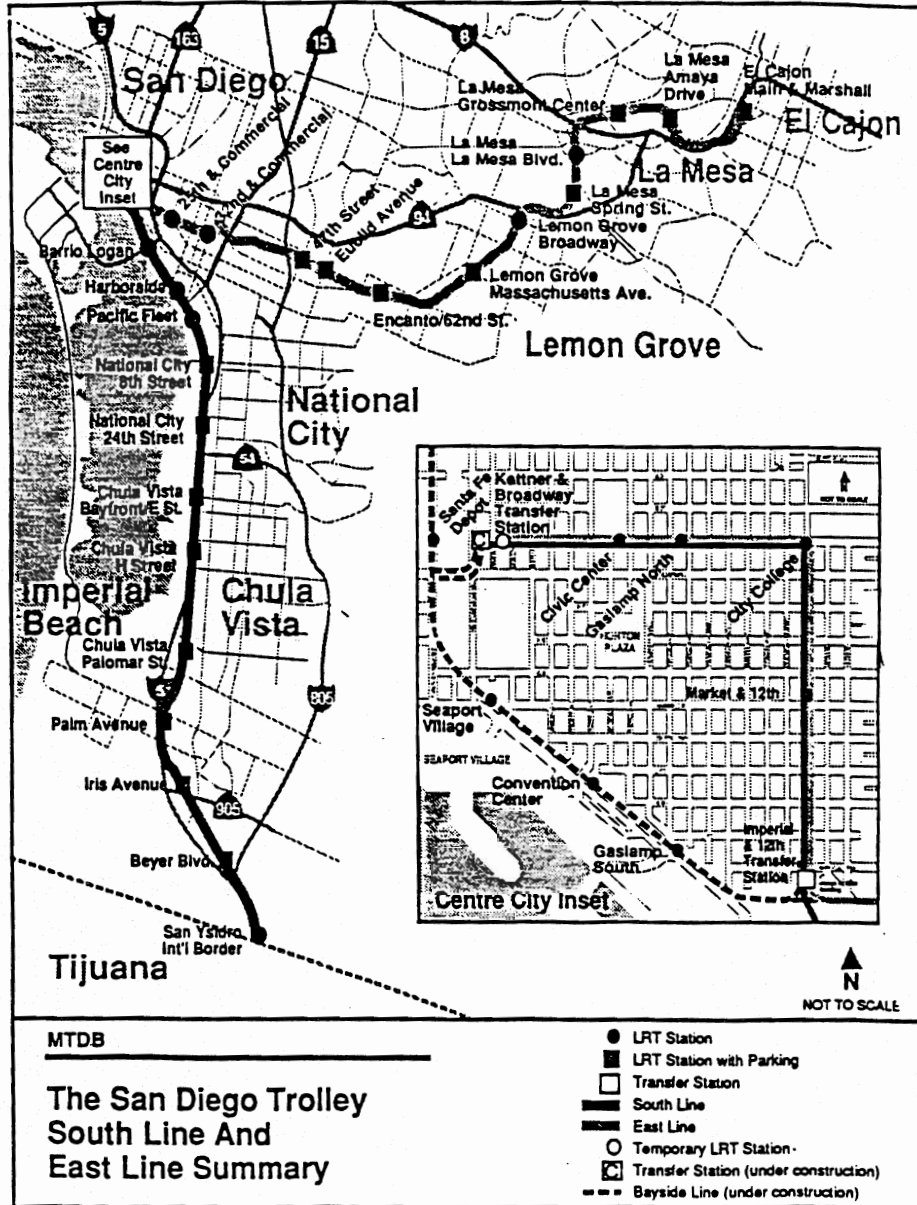 5
163
15
8
San Diego
La Mesa
Grossmont Center
La Mesa
Amaya
Drive
El Cajon
Main & Marshall
El Cajon
See
Centre
City
Inset
25th & Commercial
32nd & Commercial
47th Street
Euclid Avenue
94
La Mesa
La Mesa Blvd.
La Mesa
La Mesa
Spring St.
Lemon Grove
Broadway
Barrio Logan
Harborside
Pacific Fleet
Lemon Grove
Massachusetts Ave.
Encanto/62nd St.
Lemon Grove
National City
8th Street
National
City
National City
24th Street
54
Chula Vista
Bayfront/E St.
Chula Vista
H Street
Imperial
Beach
Chula
Vista
Chula Vista
Palomar St.
5
805
Palm Avenue
Iris Avenue
905
Beyer Blvd.
San Ysidro
Int'l Border
Tijuana
Santa Fe
Depot
Kettner &
Broadway
Transfer
Station
C
N
NOT TO SCALE
Civic Center
Gaslamp North
City College
PLAZA
Market & 12th
Seaport
Village
SEAPORT VILLAGE
Convention
Center
Gaslamp
South
Imperial
& 12th
Transfer
Station
Centre City Inset
N
NOT TO SCALE
MTDB
The San Diego Trolley
South Line And
East Line Summary
LRT Station
LRT Station with Parking
Transfer Station
South Line
East Line
Temporary LRT Station
C Transfer Station (under construction)
Bayside Line (under construction)